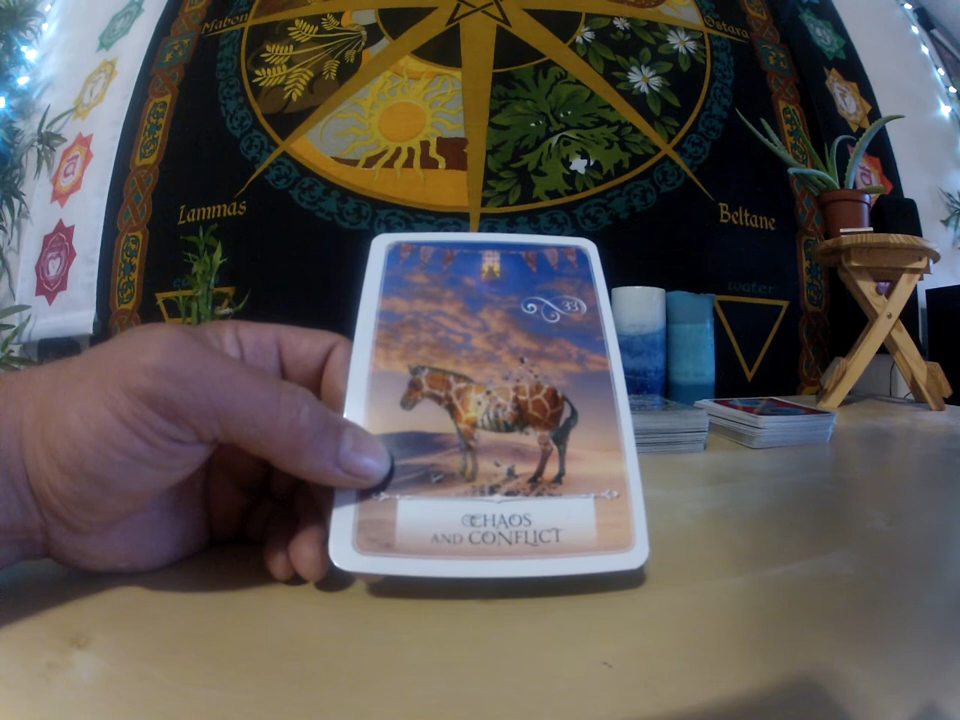 Mabon
Ostara
Lammas
Beltane
water
33
CHAOS
AND CONFLICT